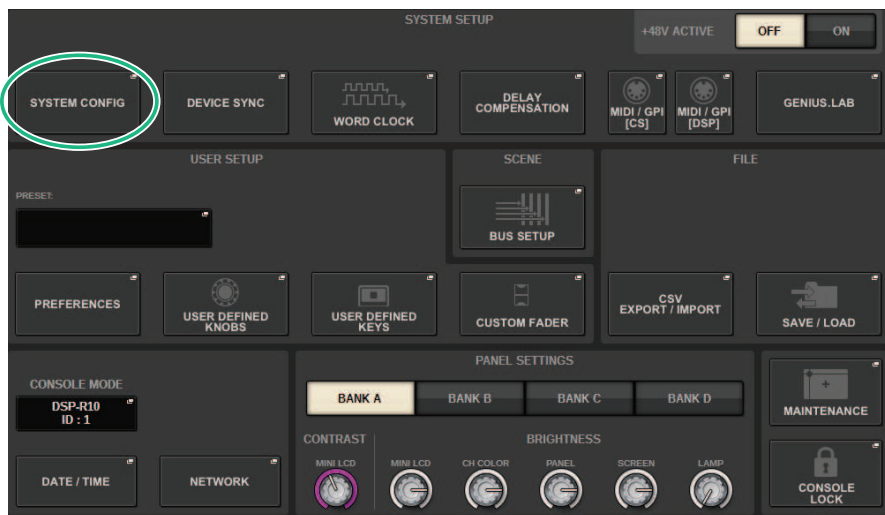 SYSTEM SETUP
+48V ACTIVE
OFF
ON
SYSTEM CONFIG
DEVICE SYNC
WORD CLOCK
DELAY
COMPENSATION
MIDI / GPI
[CS]
MIDI / GPI
[DSP]
GENIUS.LAB
USER SETUP
SCENE
FILE
PRESET:
BUS SETUP
PREFERENCES
USER DEFINED
KNOBS
USER DEFINED
KEYS
CUSTOM FADER
CSV
EXPORT / IMPORT
SAVE / LOAD
CONSOLE MODE
DSP-R10
ID : 1
PANEL SETTINGS
BANK A
BANK B
BANK C
BANK D
MAINTENANCE
CONTRAST
BRIGHTNESS
MINI LCD
MINI LCD
CH COLOR
PANEL
SCREEN
LAMP
DATE / TIME
NETWORK
CONSOLE
LOCK